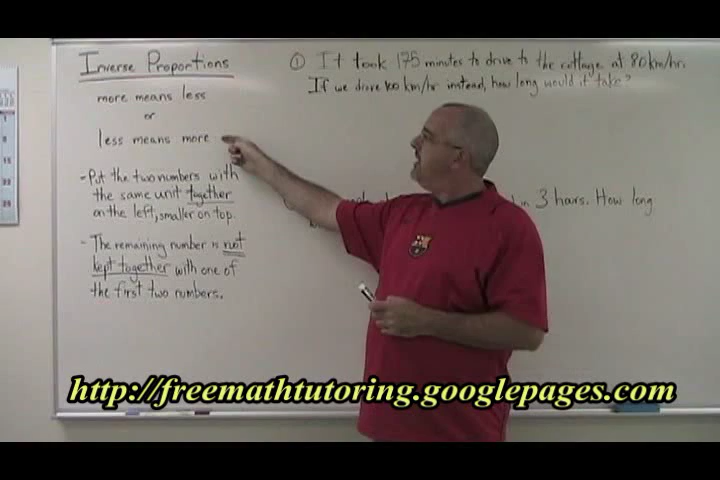 Inverse Proportions
more means less
or
less means more
- Put the two numbers with
the same unit together
on the left, smaller on top.
- The remaining number is not
kept together with one of
the first two numbers.
① It took 175 minutes to drive to the cottage at 80 km/hr.
If we drove 100 km/hr instead, how long would it take?
in 3 hours. How long
http://freemathtutoring.googlepages.com